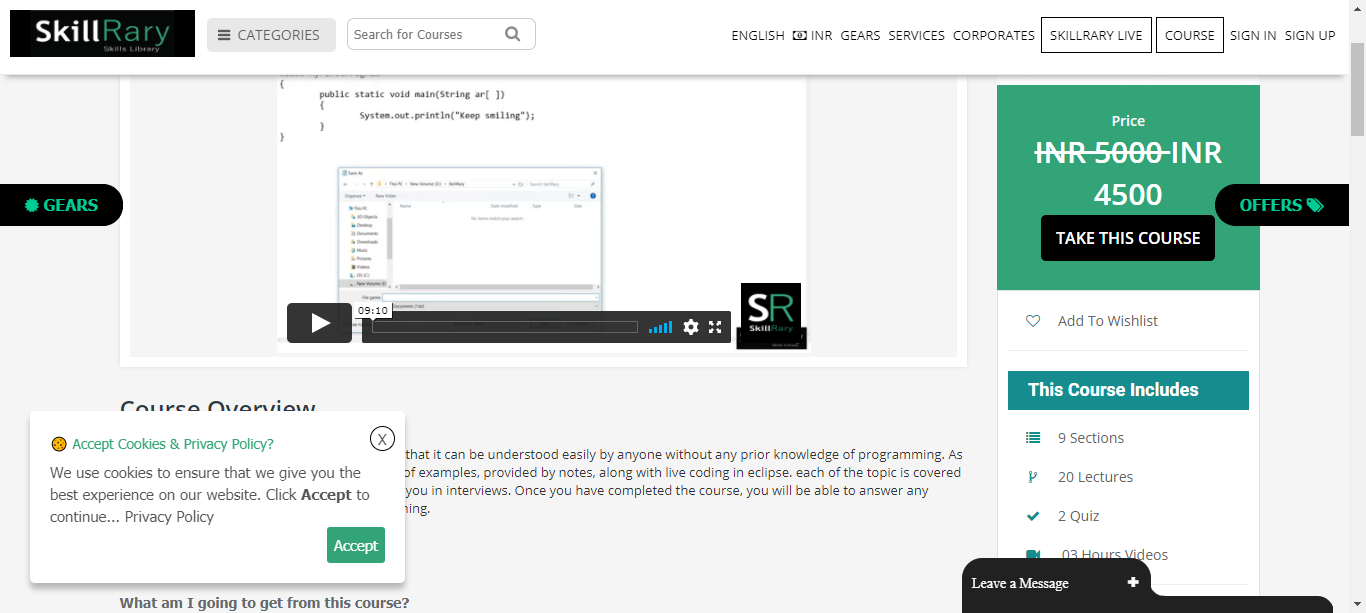 SkillRary
Skills Library
CATEGORIES
Search for Courses
ENGLISH INR GEARS SERVICES CORPORATES SKILLRARY LIVE COURSE SIGN IN SIGN UP
{
public static void main(String ar[ ])
{
System.out.println("Keep smiling");
}
}
Save As
This PC › New Volume (D:) › SkillRary
Search SkillRary
Organize New folder
This PC
3D Objects
Desktop
Documents
Downloads
Music
Pictures
Videos
OS (C:)
New Volume (D
Name Date modified Type Size
No items match your search.
File name:
09:10
SR
SkillRary
GEARS
Price
INR 5000 INR
4500
TAKE THIS COURSE
OFFERS
Add To Wishlist
This Course Includes
9 Sections
20 Lectures
2 Quiz
03 Hours Videos
Course Overview
that it can be understood easily by anyone without any prior knowledge of programming. As
of examples, provided by notes, along with live coding in eclipse. each of the topic is covered
you in interviews. Once you have completed the course, you will be able to answer any
ning.
What am I going to get from this course?
Accept Cookies & Privacy Policy?
X
We use cookies to ensure that we give you the
best experience on our website. Click Accept to
continue... Privacy Policy
Accept
Leave a Message